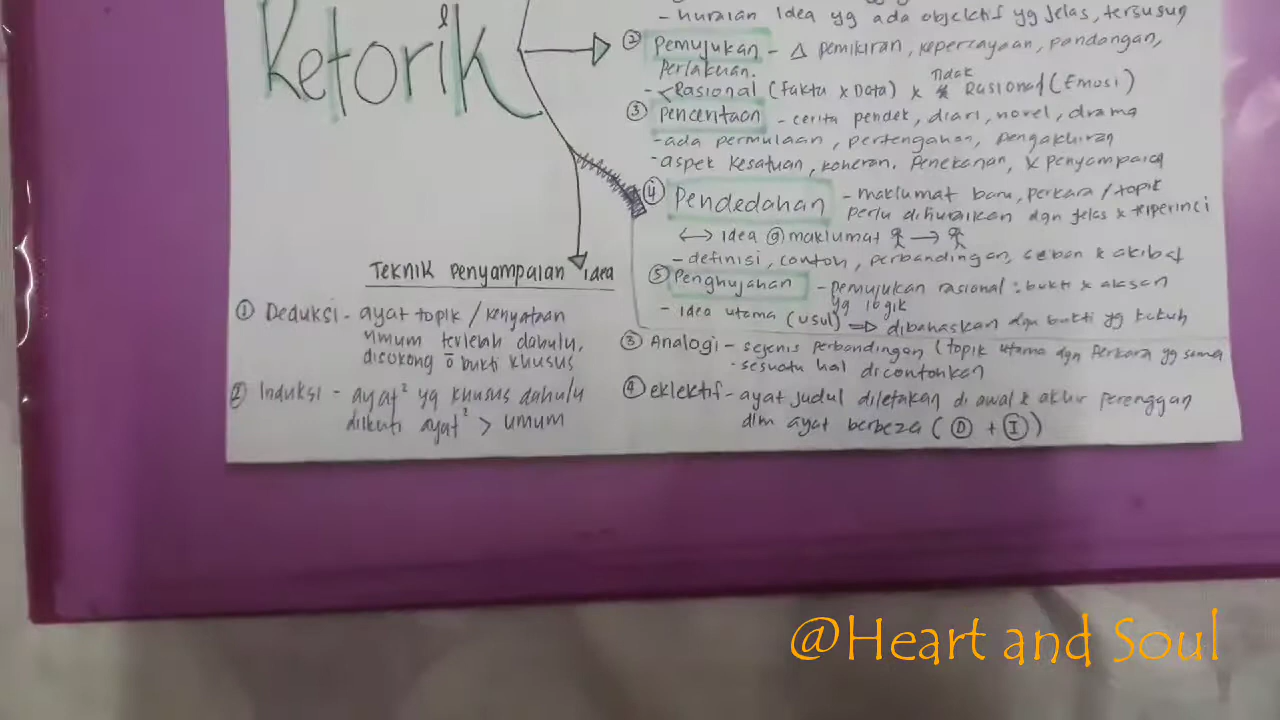 Retorik
- huraian Idea yg ada objektif yg jelas, tersusun
② Pemujukan - Δ pemikiran, kepercayaan, pandangan,
perlakuan.
- Rasional (Fakta x Data) x Tidak Rasional (Emosi)
③ Penceritaan - cerita pendek, diari, novel, drama
- ada permulaan, pertengahan, pengakhiran
- aspek kesatuan, koheran. Penekanan, x penyampaian
④ Pendedahan - maklumat baru, perkara / topik
perlu dihuraikan dgn jelas x terperinci
<-> Idea @ maklumat 웃 → 웃
- definisi, contoh, perbandingan, sebab x akibat
⑤ Penghujahan - pemujukan rasional : bukti x alasan
yg logik
- Idea utama (usul) => dibahaskan dgn bukti yg kukuh
Teknik Penyampaian Idea
① Deduksi - ayat topik / kenyataan
umum terlebih dahulu,
disokong ō bukti khusus
② Induksi - ayat² yg khusus dahulu
diikuti ayat² > umum
③ Analogi - sejenis perbandingan (topik utama dgn perkara yg sama
- sesuatu hal dicontohkan
④ eklektif - ayat judul diletakan di awal x akhir perenggan
dlm ayat berbeza (Ⓓ + Ⓘ)
@Heart and Soul